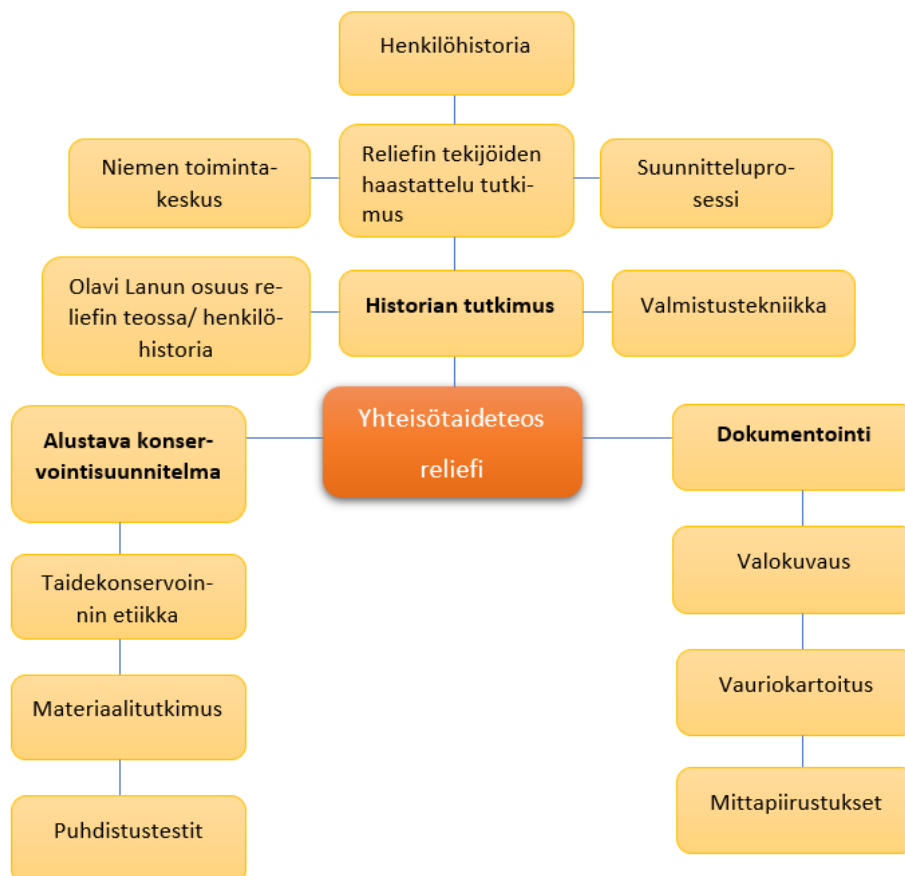 Henkilöhistoria
Niemen toiminta-
keskus
Reliefin tekijöiden
haastattelu tutki-
mus
Suunnittelupro-
sessi
Olavi Lanun osuus re-
liefin teossa/ henkilö-
historia
Historian tutkimus
Valmistustekniikka
Yhteisötaideteos
reliefi
Alustava konser-
vointisuunnitelma
Dokumentointi
Taidekonservoin-
nin etiikka
Valokuvaus
Materiaalitutkimus
Vauriokartoitus
Puhdistustestit
Mittapiirustukset